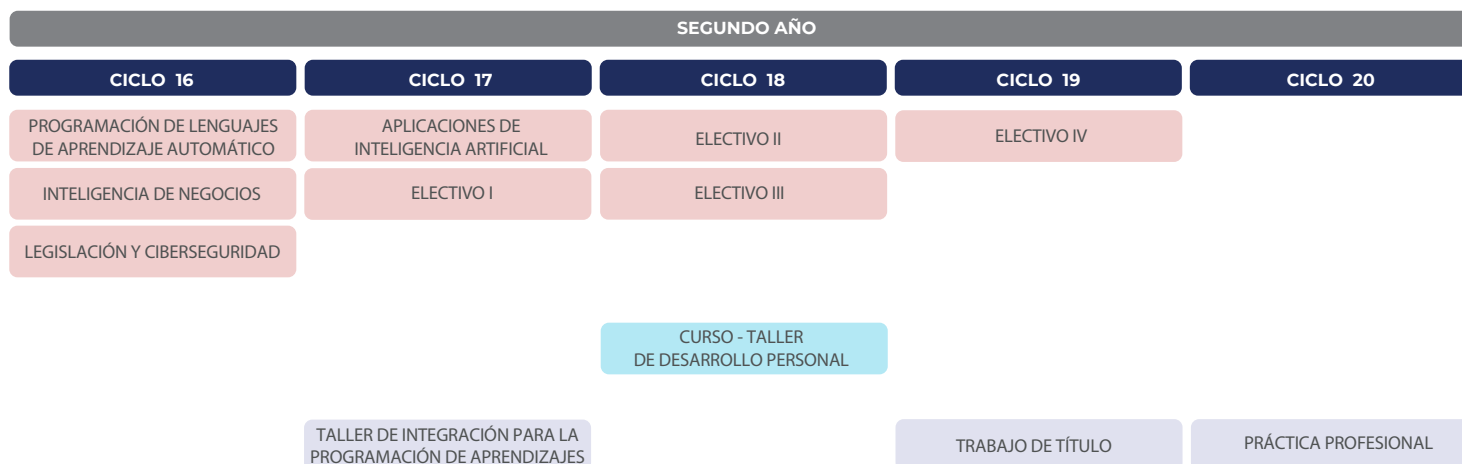 SEGUNDO AÑO
CICLO 16
CICLO 17
CICLO 18
CICLO 19
CICLO 20
PROGRAMACIÓN DE LENGUAJES
DE APRENDIZAJE AUTOMÁTICO
APLICACIONES DE
INTELIGENCIA ARTIFICIAL
ELECTIVO II
ELECTIVO IV
INTELIGENCIA DE NEGOCIOS
ELECTIVO I
ELECTIVO III
LEGISLACIÓN Y CIBERSEGURIDAD
CURSO - TALLER
DE DESARROLLO PERSONAL
TALLER DE INTEGRACIÓN PARA LA
PROGRAMACIÓN DE APRENDIZAJES
TRABAJO DE TÍTULO
PRÁCTICA PROFESIONAL